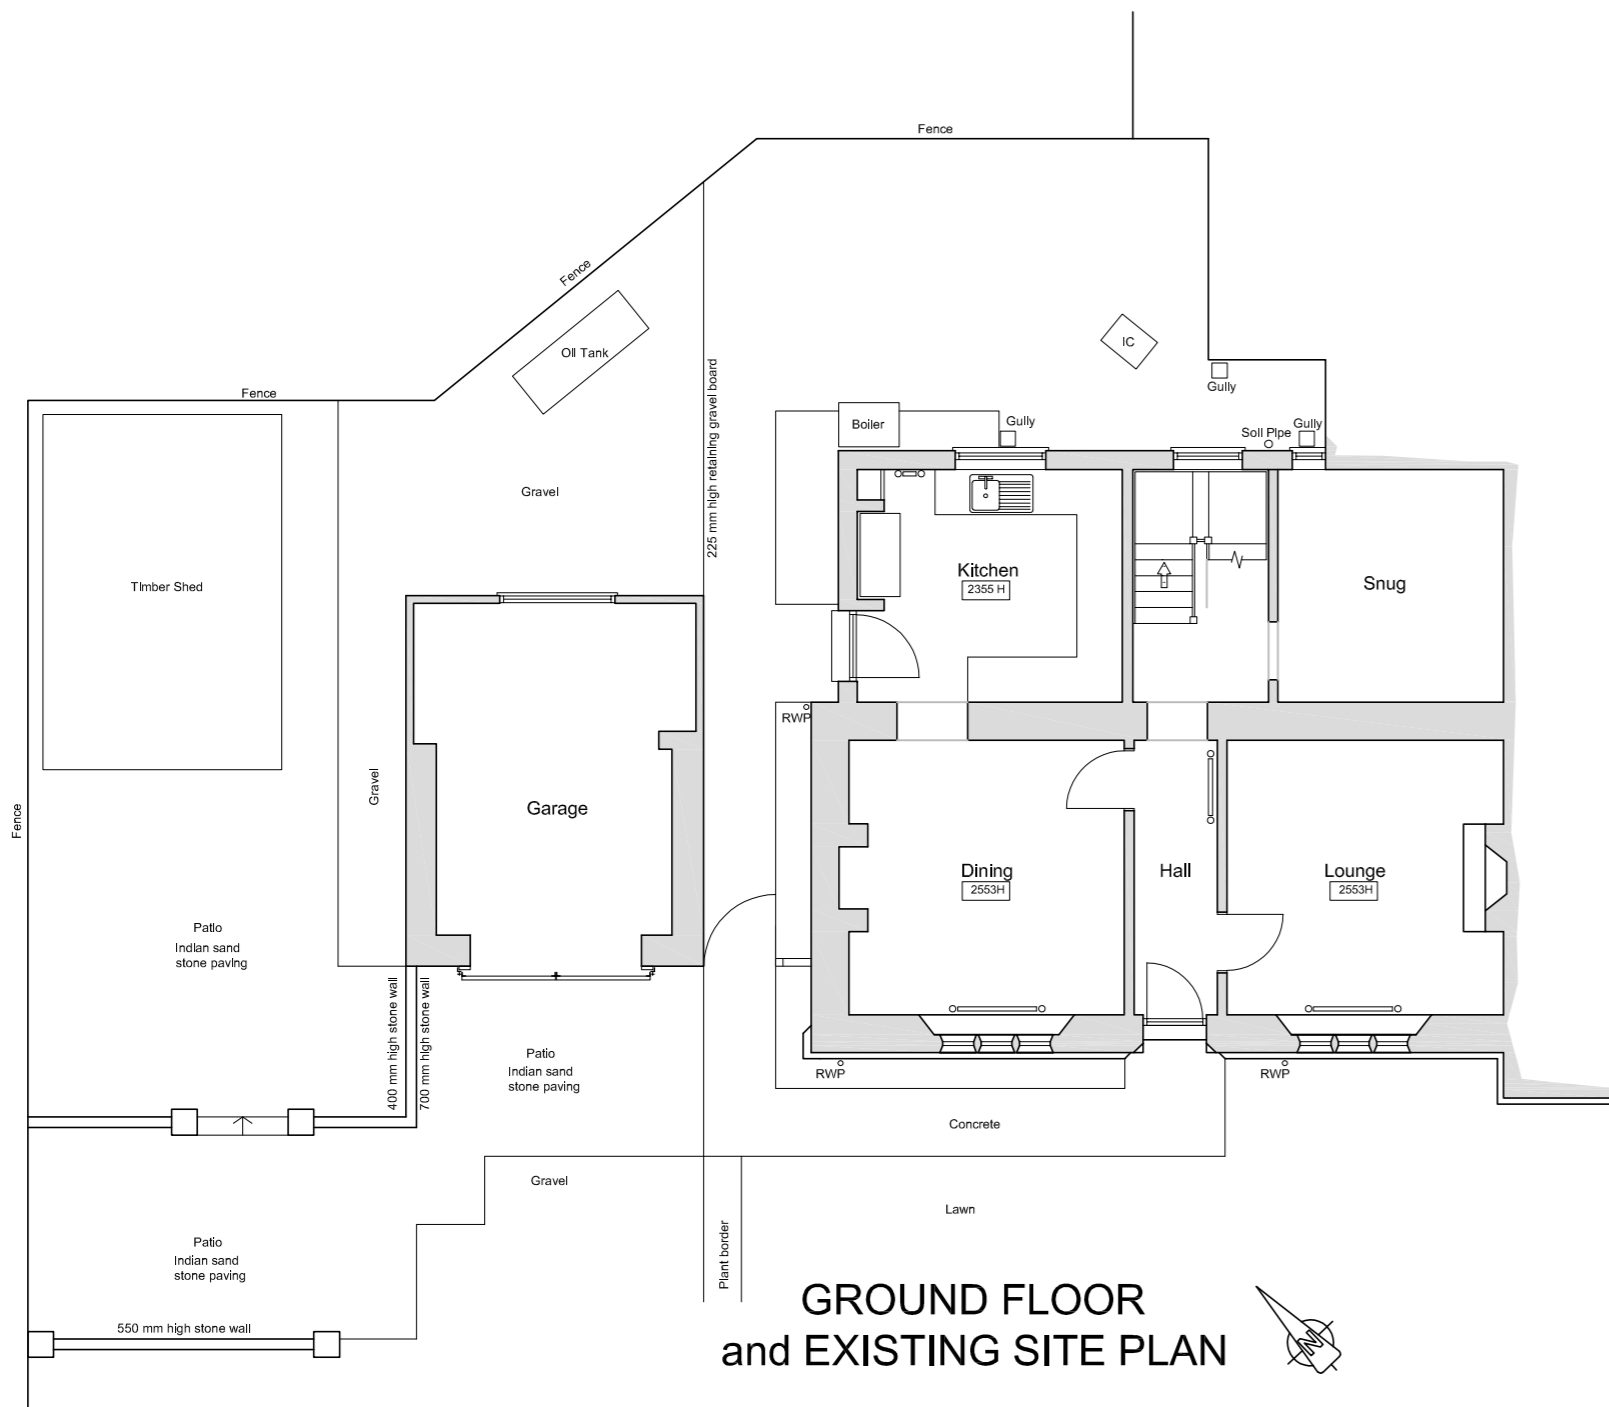 Fence
Fence
Oil Tank
IC
Gully
Fence
225 mm high retaining gravel board
Boiler
Gully
Soil Pipe
Gully
Gravel
Kitchen
2355 H
Snug
Timber Shed
RWP
Gravel
Garage
Fence
Dining
2553H
Hall
Lounge
2553H
Patio
Indian sand
stone paving
400 mm high stone wall
700 mm high stone wall
Patio
Indian sand
stone paving
RWP
RWP
Concrete
Gravel
Lawn
Plant border
Patio
Indian sand
stone paving
550 mm high stone wall
GROUND FLOOR
and EXISTING SITE PLAN
N